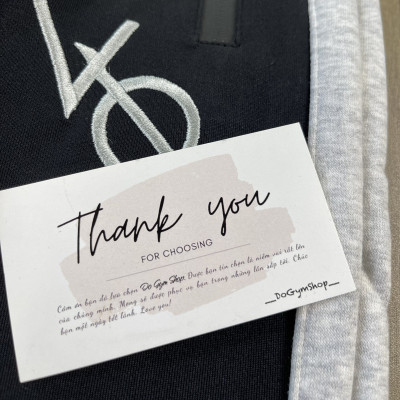 Thank you
FOR CHOOSING
Cảm ơn bạn đã lựa chọn Do Gym Shop. Được bạn tin chọn là niềm vui rất lớn
của chúng mình. Mong sẽ được phục vụ bạn trong những lần sắp tới. Chúc
bạn một ngày tốt lành. Love you!
_DoGymShop_